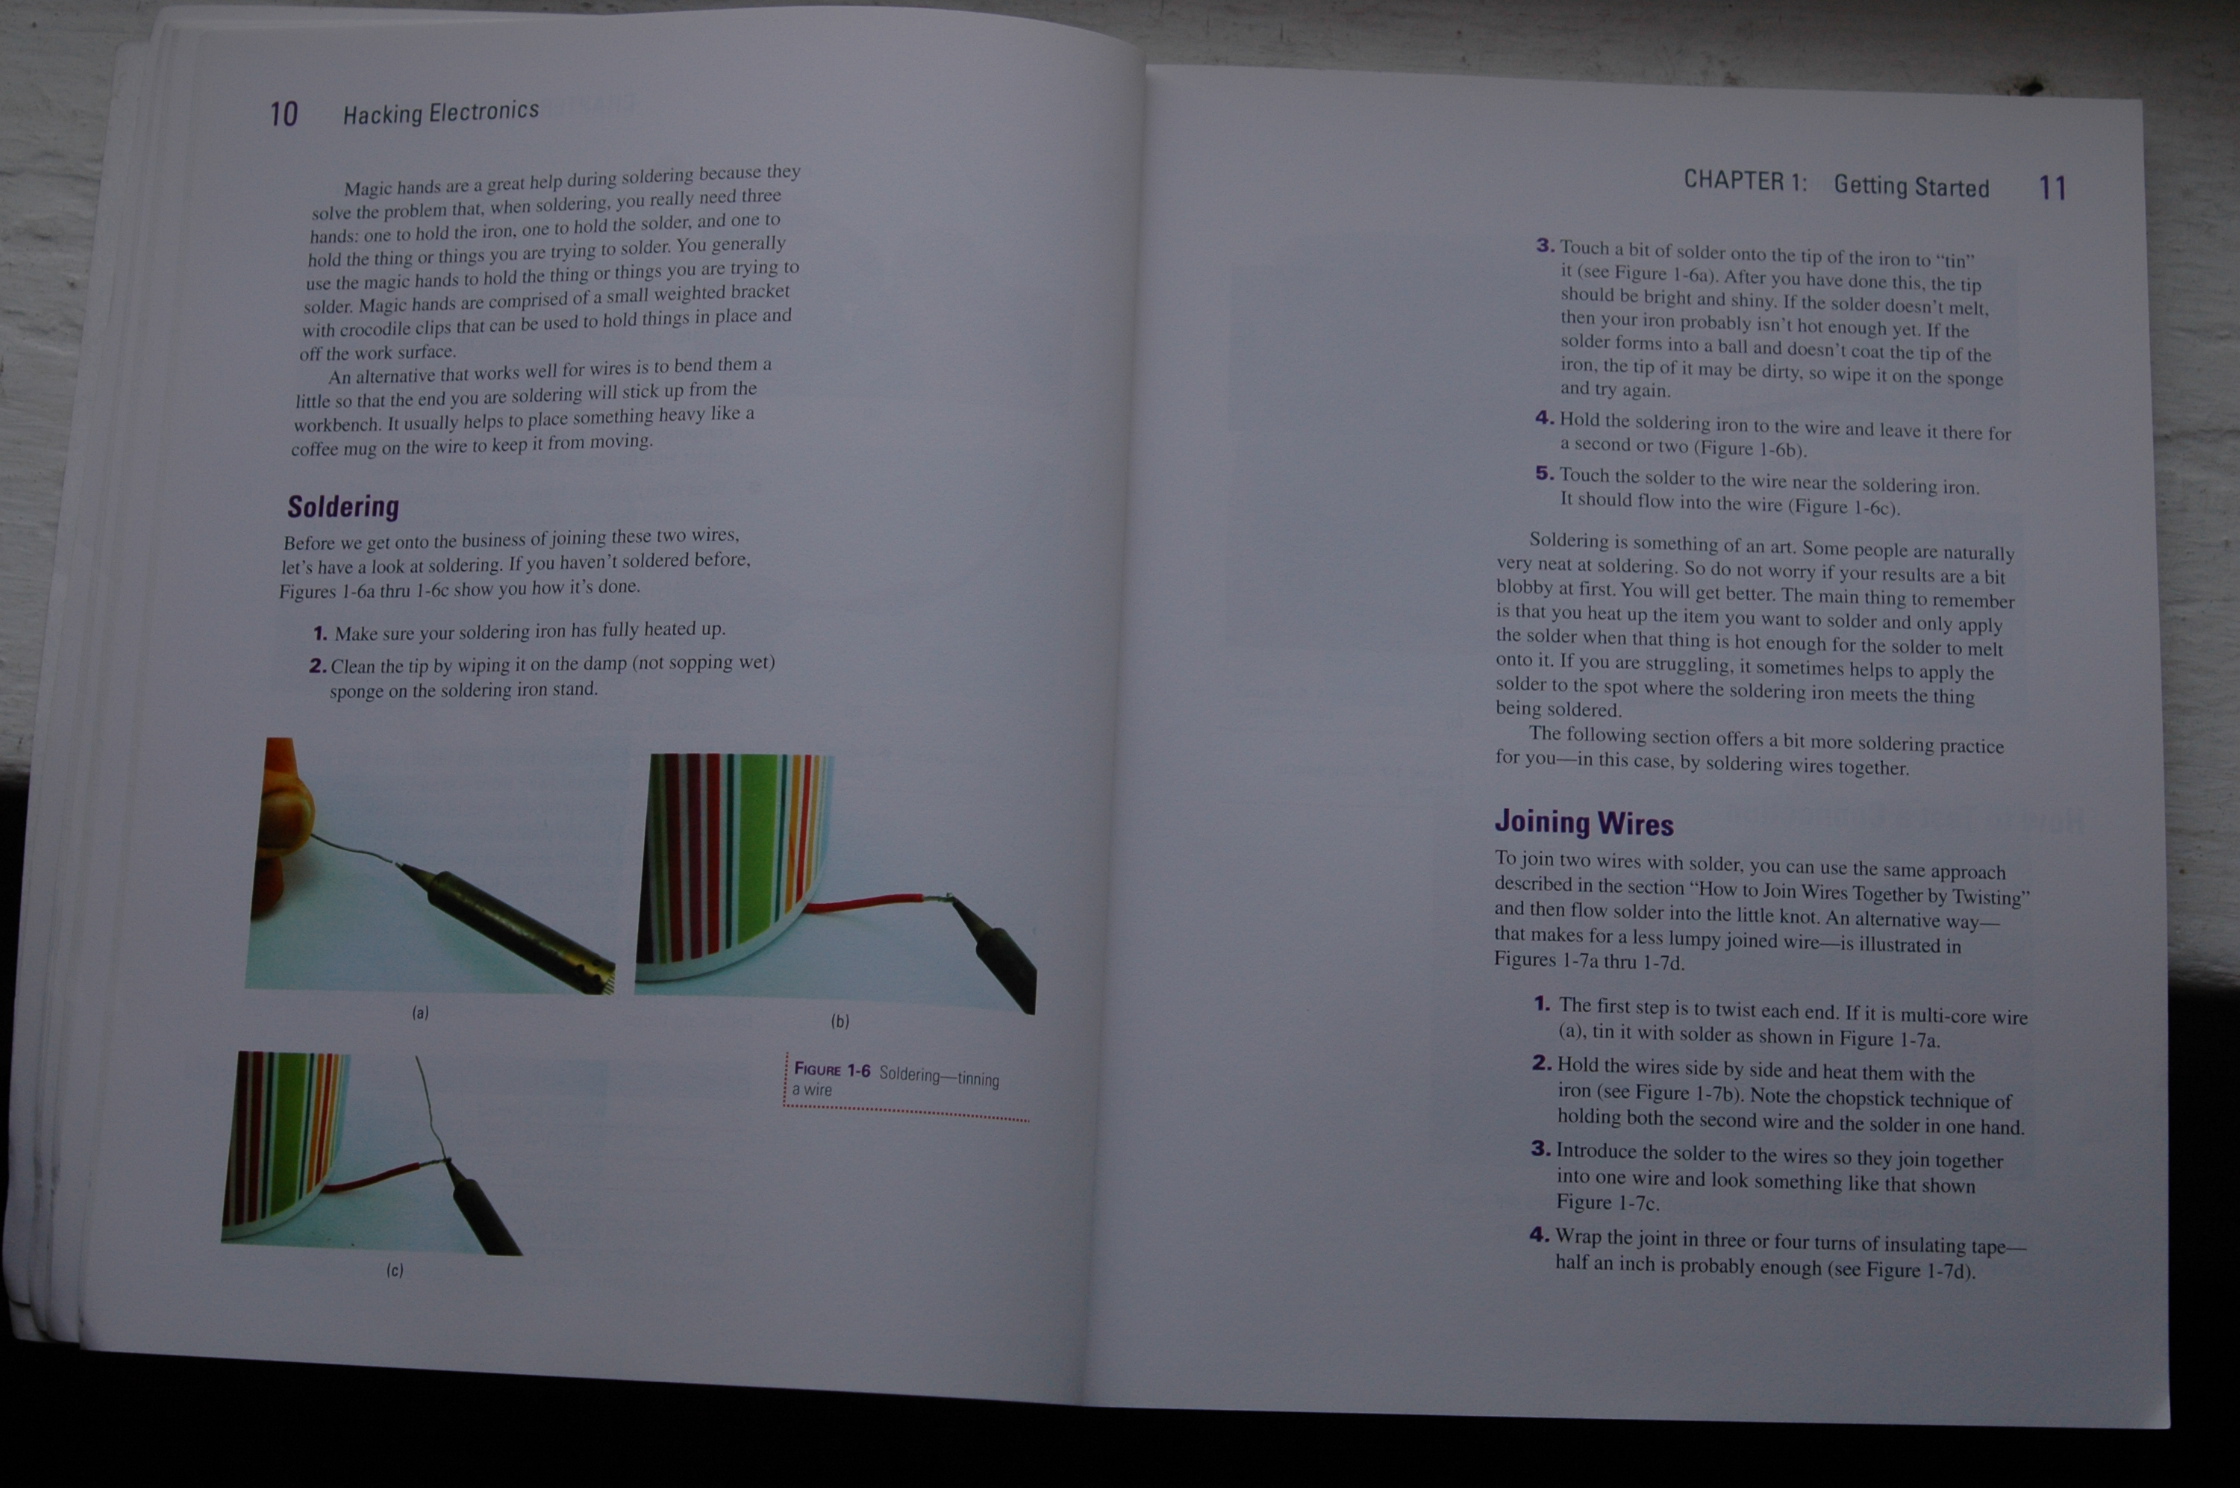 10 Hacking Electronics
Magic hands are a great help during soldering because they
solve the problem that, when soldering, you really need three
hands: one to hold the iron, one to hold the solder, and one to
hold the thing or things you are trying to solder. You generally
use the magic hands to hold the thing or things you are trying to
solder. Magic hands are comprised of a small weighted bracket
with crocodile clips that can be used to hold things in place and
off the work surface.
An alternative that works well for wires is to bend them a
little so that the end you are soldering will stick up from the
workbench. It usually helps to place something heavy like a
coffee mug on the wire to keep it from moving.
Soldering
Before we get onto the business of joining these two wires,
let's have a look at soldering. If you haven't soldered before,
Figures 1-6a thru 1-6c show you how it's done.
1. Make sure your soldering iron has fully heated up.
2. Clean the tip by wiping it on the damp (not sopping wet)
sponge on the soldering iron stand.
(a)
(b)
FIGURE 1-6 Soldering—tinning
a wire
(c)
CHAPTER 1: Getting Started 11
3. Touch a bit of solder onto the tip of the iron to “tin”
it (see Figure 1-6a). After you have done this, the tip
should be bright and shiny. If the solder doesn't melt,
then your iron probably isn't hot enough yet. If the
solder forms into a ball and doesn't coat the tip of the
iron, the tip of it may be dirty, so wipe it on the sponge
and try again.
4. Hold the soldering iron to the wire and leave it there for
a second or two (Figure 1-6b).
5. Touch the solder to the wire near the soldering iron.
It should flow into the wire (Figure 1-6c).
Soldering is something of an art. Some people are naturally
very neat at soldering. So do not worry if your results are a bit
blobby at first. You will get better. The main thing to remember
is that you heat up the item you want to solder and only apply
the solder when that thing is hot enough for the solder to melt
onto it. If you are struggling, it sometimes helps to apply the
solder to the spot where the soldering iron meets the thing
being soldered.
The following section offers a bit more soldering practice
for you—in this case, by soldering wires together.
Joining Wires
To join two wires with solder, you can use the same approach
described in the section “How to Join Wires Together by Twisting”
and then flow solder into the little knot. An alternative way—
that makes for a less lumpy joined wire—is illustrated in
Figures 1-7a thru 1-7d.
1. The first step is to twist each end. If it is multi-core wire
(a), tin it with solder as shown in Figure 1-7a.
2. Hold the wires side by side and heat them with the
iron (see Figure 1-7b). Note the chopstick technique of
holding both the second wire and the solder in one hand.
3. Introduce the solder to the wires so they join together
into one wire and look something like that shown
Figure 1-7c.
4. Wrap the joint in three or four turns of insulating tape—
half an inch is probably enough (see Figure 1-7d).